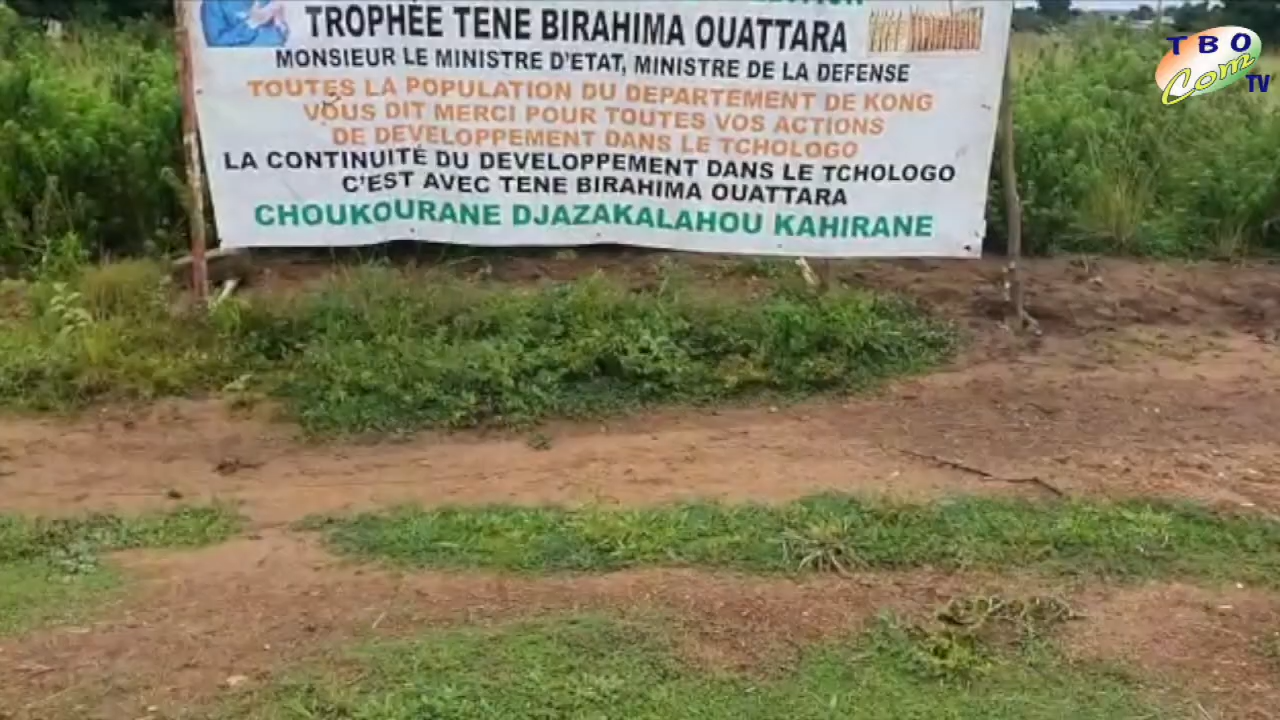 TROPHÉE TENE BIRAHIMA OUATTARA
MONSIEUR LE MINISTRE D'ETAT, MINISTRE DE LA DEFENSE
TOUTES LA POPULATION DU DEPARTEMENT DE KONG
VOUS DIT MERCI POUR TOUTES VOS ACTIONS
DE DEVELOPPEMENT DANS LE TCHOLOGO
LA CONTINUITÉ DU DEVELOPPEMENT DANS LE TCHOLOGO
C'EST AVEC TENE BIRAHIMA OUATTARA
CHOUKOURANE DJAZAKALAHOU KAHIRANE
TBO
Com
TV